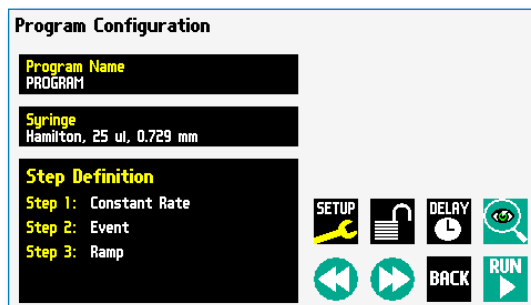 Program Configuration
Program Name
PROGRAM
Syringe
Hamilton, 25 ul, 0.729 mm
Step Definition
Step 1: Constant Rate
Step 2: Event
Step 3: Ramp
SETUP
DELAY
BACK
RUN